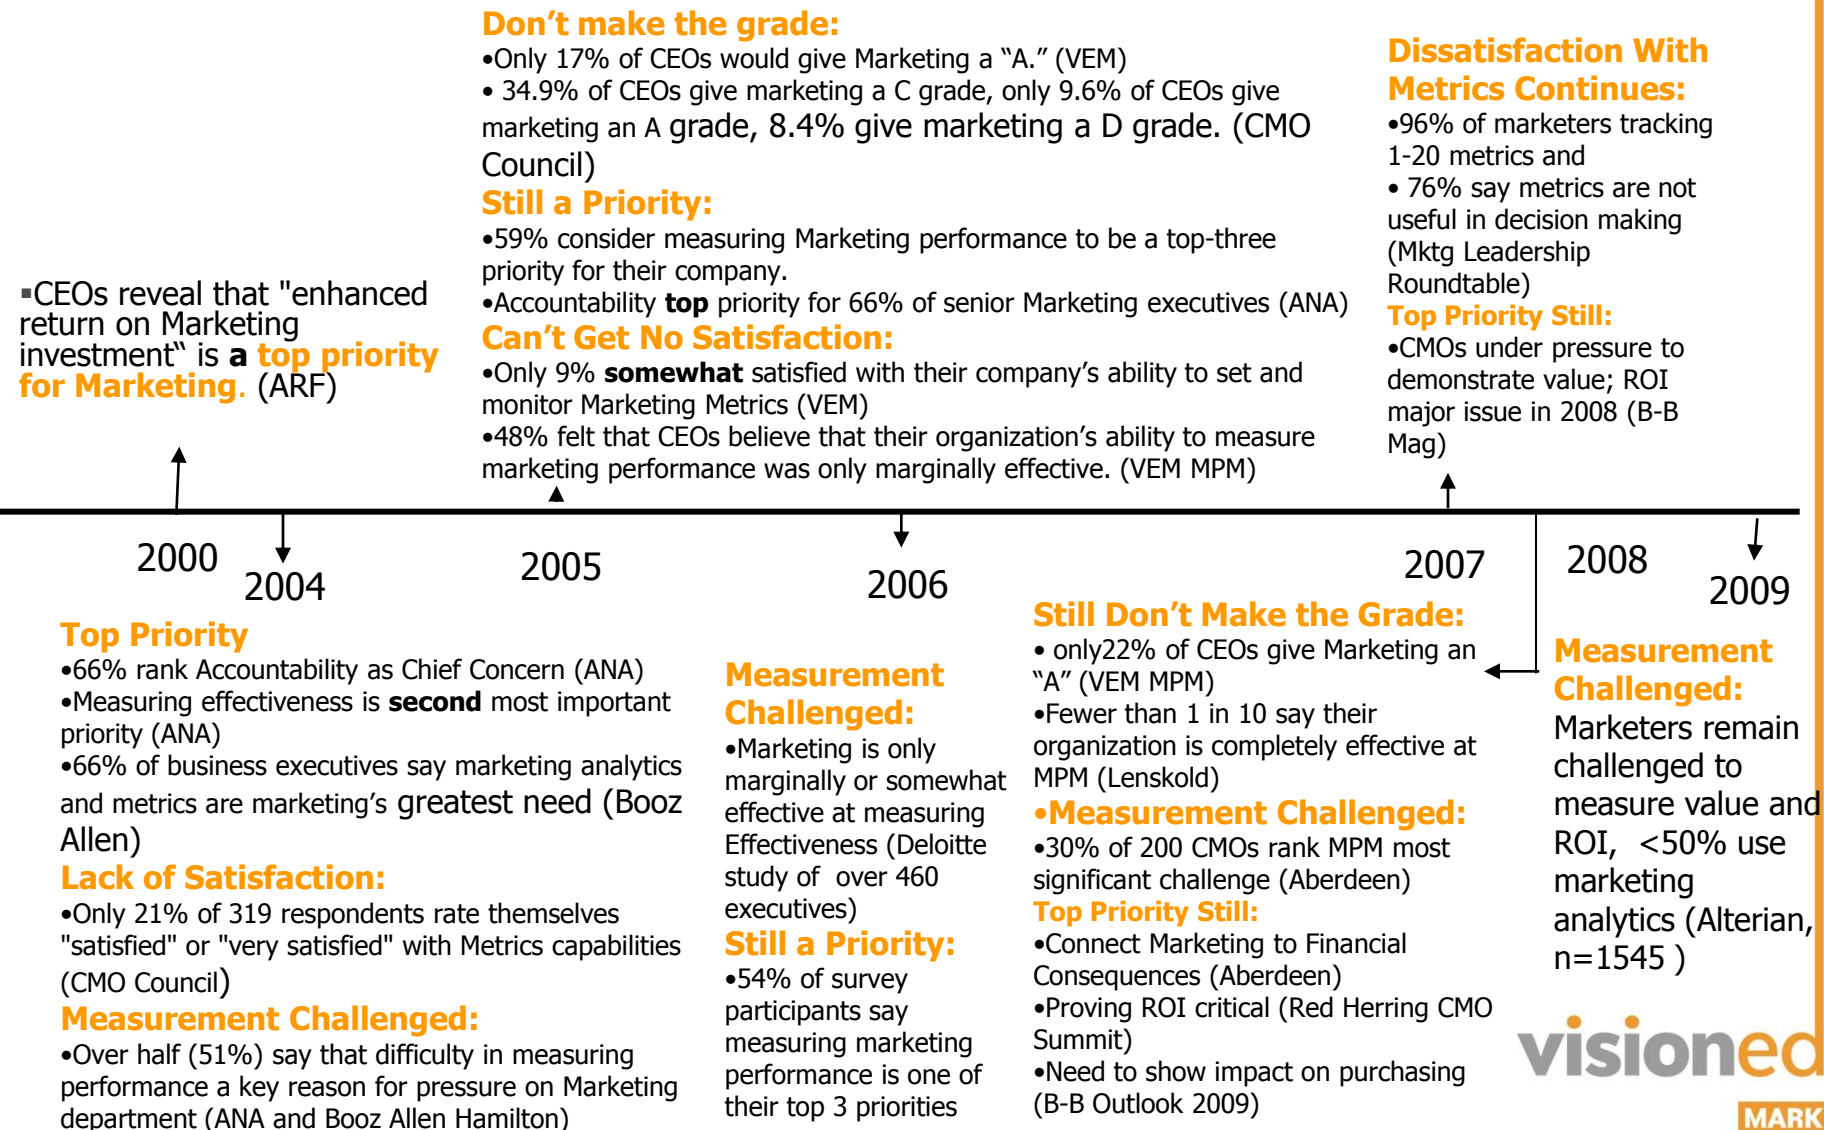 Don’t make the grade:
•Only 17% of CEOs would give Marketing a “A.” (VEM)
• 34.9% of CEOs give marketing a C grade, only 9.6% of CEOs give
marketing an A grade, 8.4% give marketing a D grade. (CMO
Council)
Still a Priority:
•59% consider measuring Marketing performance to be a top-three
priority for their company.
•Accountability top priority for 66% of senior Marketing executives (ANA)
Can’t Get No Satisfaction:
•Only 9% somewhat satisfied with their company’s ability to set and
monitor Marketing Metrics (VEM)
•48% felt that CEOs believe that their organization’s ability to measure
marketing performance was only marginally effective. (VEM MPM)
Dissatisfaction With
Metrics Continues:
•96% of marketers tracking
1-20 metrics and
• 76% say metrics are not
useful in decision making
(Mktg Leadership
Roundtable)
Top Priority Still:
•CMOs under pressure to
demonstrate value; ROI
major issue in 2008 (B-B
Mag)
▪CEOs reveal that "enhanced
return on Marketing
investment“ is a top priority
for Marketing. (ARF)
2000
2004
2005
2006
2007
2008
2009
Top Priority
•66% rank Accountability as Chief Concern (ANA)
•Measuring effectiveness is second most important
priority (ANA)
•66% of business executives say marketing analytics
and metrics are marketing’s greatest need (Booz
Allen)
Lack of Satisfaction:
•Only 21% of 319 respondents rate themselves
"satisfied" or "very satisfied" with Metrics capabilities
(CMO Council)
Measurement Challenged:
•Over half (51%) say that difficulty in measuring
performance a key reason for pressure on Marketing
department (ANA and Booz Allen Hamilton)
Measurement
Challenged:
•Marketing is only
marginally or somewhat
effective at measuring
Effectiveness (Deloitte
study of over 460
executives)
Still a Priority:
•54% of survey
participants say
measuring marketing
performance is one of
their top 3 priorities
Still Don’t Make the Grade:
• only22% of CEOs give Marketing an
“A” (VEM MPM)
•Fewer than 1 in 10 say their
organization is completely effective at
MPM (Lenskold)
•Measurement Challenged:
•30% of 200 CMOs rank MPM most
significant challenge (Aberdeen)
Top Priority Still:
•Connect Marketing to Financial
Consequences (Aberdeen)
•Proving ROI critical (Red Herring CMO
Summit)
•Need to show impact on purchasing
(B-B Outlook 2009)
Measurement
Challenged:
Marketers remain
challenged to
measure value and
ROI, <50% use
marketing
analytics (Alterian,
n=1545 )
visioned
MARK